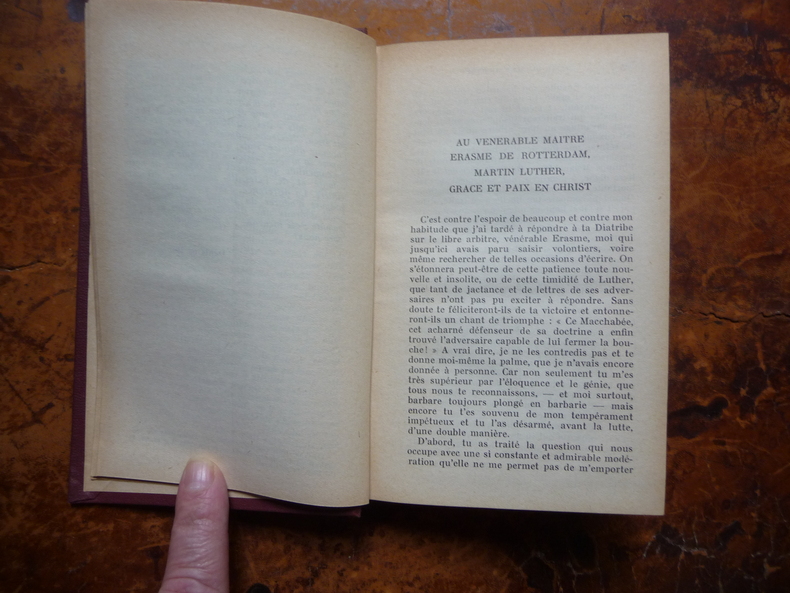 AU VENERABLE MAITRE
ERASME DE ROTTERDAM,
MARTIN LUTHER,
GRACE ET PAIX EN CHRIST
C'est contre l'espoir de beaucoup et contre mon
habitude que j'ai tardé à répondre à ta Diatribe
sur le libre arbitre, vénérable Erasme, moi qui
jusqu'ici avais paru saisir volontiers, voire
même rechercher de telles occasions d'écrire. On
s'étonnera peut-être de cette patience toute nou-
velle et insolite, ou de cette timidité de Luther,
que tant de jactance et de lettres de ses adver-
saires n'ont pas pu exciter à répondre. Sans
doute te féliciteront-ils de ta victoire et entonne-
ront-ils un chant de triomphe : « Ce Macchabée,
cet acharné défenseur de sa doctrine a enfin
trouvé l'adversaire capable de lui fermer la bou-
che! » A vrai dire, je ne les contredis pas et te
donne moi-même la palme, que je n'avais encore
donnée à personne. Car non seulement tu m'es
très supérieur par l'éloquence et le génie, que
tous nous te reconnaissons, — et moi surtout,
barbare toujours plongé en barbarie — mais
encore tu t'es souvenu de mon tempérament
impétueux et tu l'as désarmé, avant la lutte,
d'une double manière.
D'abord, tu as traité la question qui nous
occupe avec une si constante et admirable modé-
ration qu'elle ne me permet pas de m'emporter